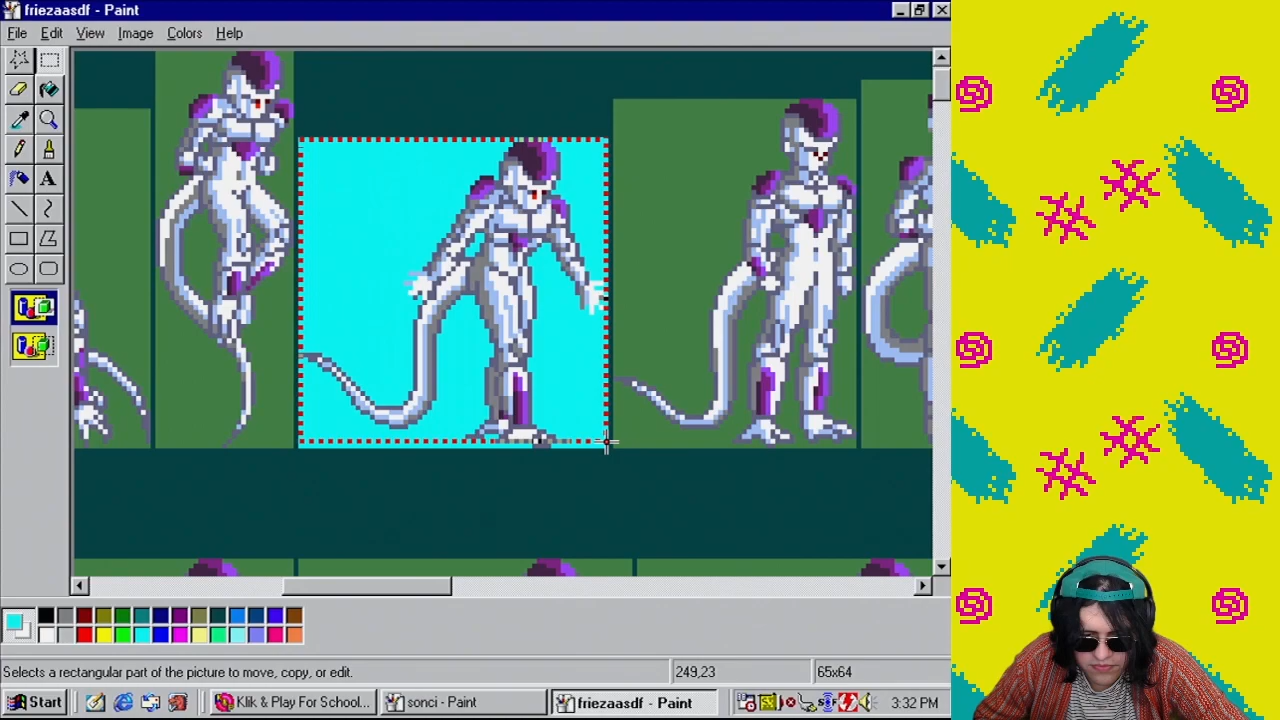 friezaasdf - Paint
File Edit View Image Colors Help
A
Selects a rectangular part of the picture to move, copy, or edit.
249,23
65x64
Start
Klik & Play For School...
sonci - Paint
friezaasdf - Paint
3:32 PM